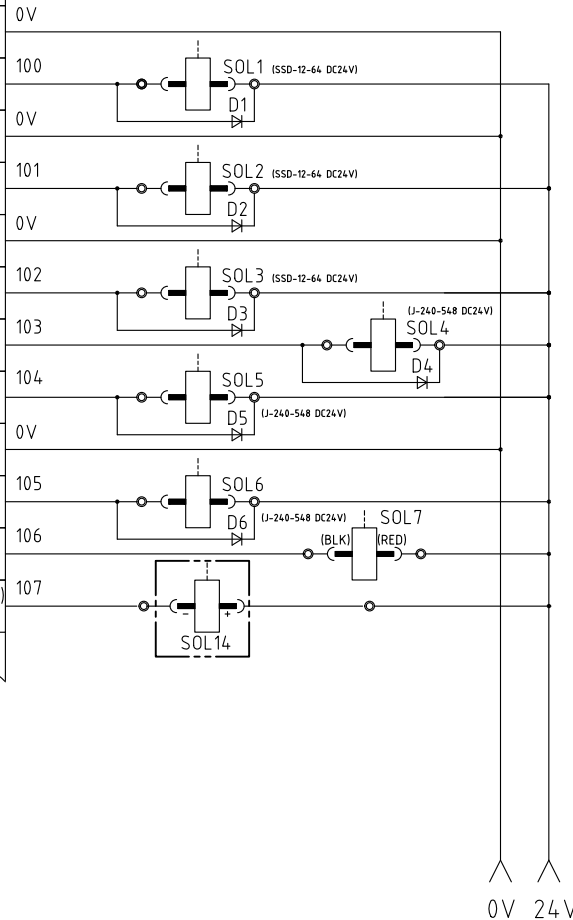 0V
100
SOL1 (SSD-12-64 DC24V)
D1
0V
101
SOL2 (SSD-12-64 DC24V)
D2
0V
102
SOL3 (SSD-12-64 DC24V)
D3
(J-240-548 DC24V)
103
SOL4
D4
104
SOL5
D5 (J-240-548 DC24V)
0V
105
SOL6
D6 (J-240-548 DC24V)
SOL7
106
(BLK) (RED)
107
- +
SOL14
0V 24V